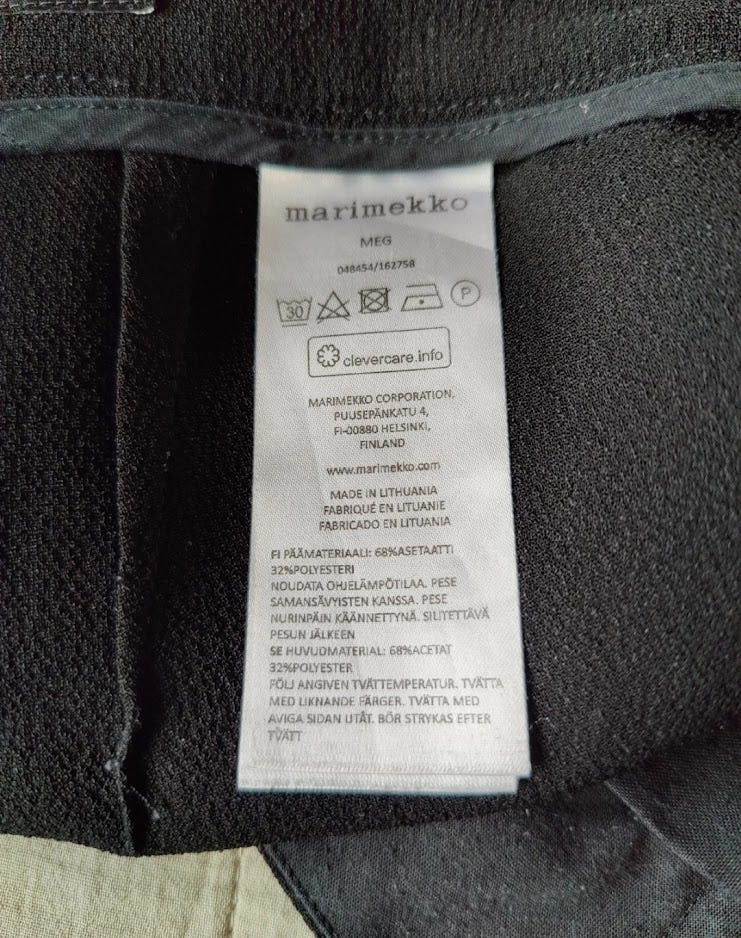 marimekko
MEG
048454/162758
30 P
clevercare.info
MARIMEKKO CORPORATION,
PUUSEPÄNKATU 4,
FI-00880 HELSINKI,
FINLAND
www.marimekko.com
MADE IN LITHUANIA
FABRIQUÉ EN LITUANIE
FABRICADO EN LITUANIA
FI PÄÄMATERIAALI: 68%ASETAATTI
32%POLYESTERI
NOUDATA OHJELÄMPÖTILAA. PESE
SAMANSÄVYISTEN KANSSA. PESE
NURINPÄIN KÄÄNNETTYNÄ. SILITETTÄVÄ
PESUN JÄLKEEN
SE HUVUDMATERIAL: 68%ACETAT
32%POLYESTER
FÖLJ ANGIVEN TVÄTTEMPERATUR. TVÄTTA
MED LIKNANDE FÄRGER. TVÄTTA MED
AVIGA SIDAN UTÅT. BÖR STRYKAS EFTER
TVÄTT